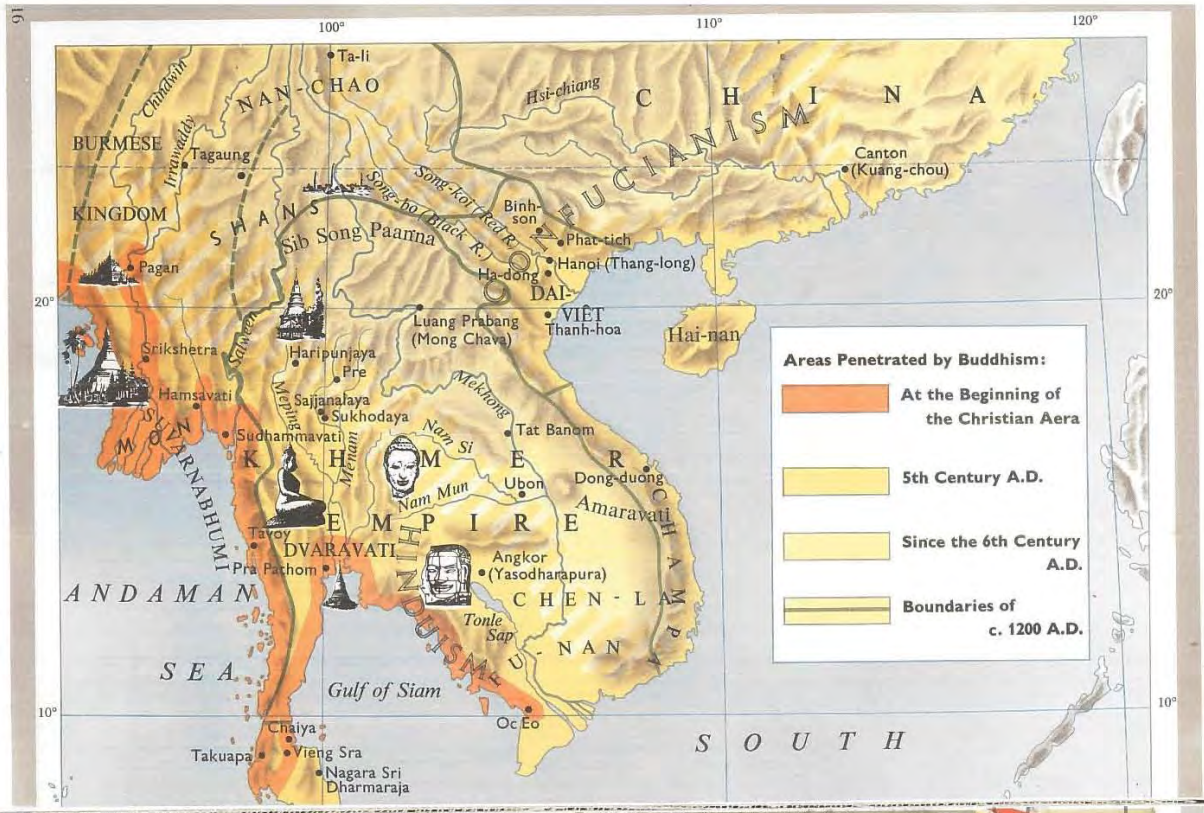 91
100°
110°
120°
Ta-li
Chindwin
NAN-CHAO
Hsi-chiang
CHINA
BURMESE
KINGDOM
Irrawaddy
Tagaung
CONFUCIANISM
Canton
(Kuang-chou)
SHANS
Song-bo (Black R.)
Song-koi (Red R.)
Binh-
son
Phat-tich
Sib Song Paanna
Hanoi (Thang-long)
Ha-dong
Pagan
DAI-
VIÊT
20°
20°
Thanh-hoa
Luang Prabang
(Mong Chava)
Hai-nan
Salween
Srikshetra
Haripunjaya
Pre
Hamsavati
Meping
Sajjanalaya
Sukhodaya
Mekhong
Tat Banom
MON
SUVARNABHUMI
Sudhammavati
Menam
Nam Si
KHMER
EMPIRE
Ubon
Nam Mun
Dong-duong
Amaravati
CHAMPA
Tavoy
DVARAVATI
Pra Pathom
HINDUISM
Angkor
(Yasodharapura)
ANDAMAN
SEA
CHEN-LA
Tonle
Sap
FU-NAN
Gulf of Siam
10°
10°
Oc Eo
Chaiya
Takuapa
Vieng Sra
Nagara Sri
Dharmaraja
SOUTH
Areas Penetrated by Buddhism:
At the Beginning of
the Christian Aera
5th Century A.D.
Since the 6th Century
A.D.
Boundaries of
c. 1200 A.D.